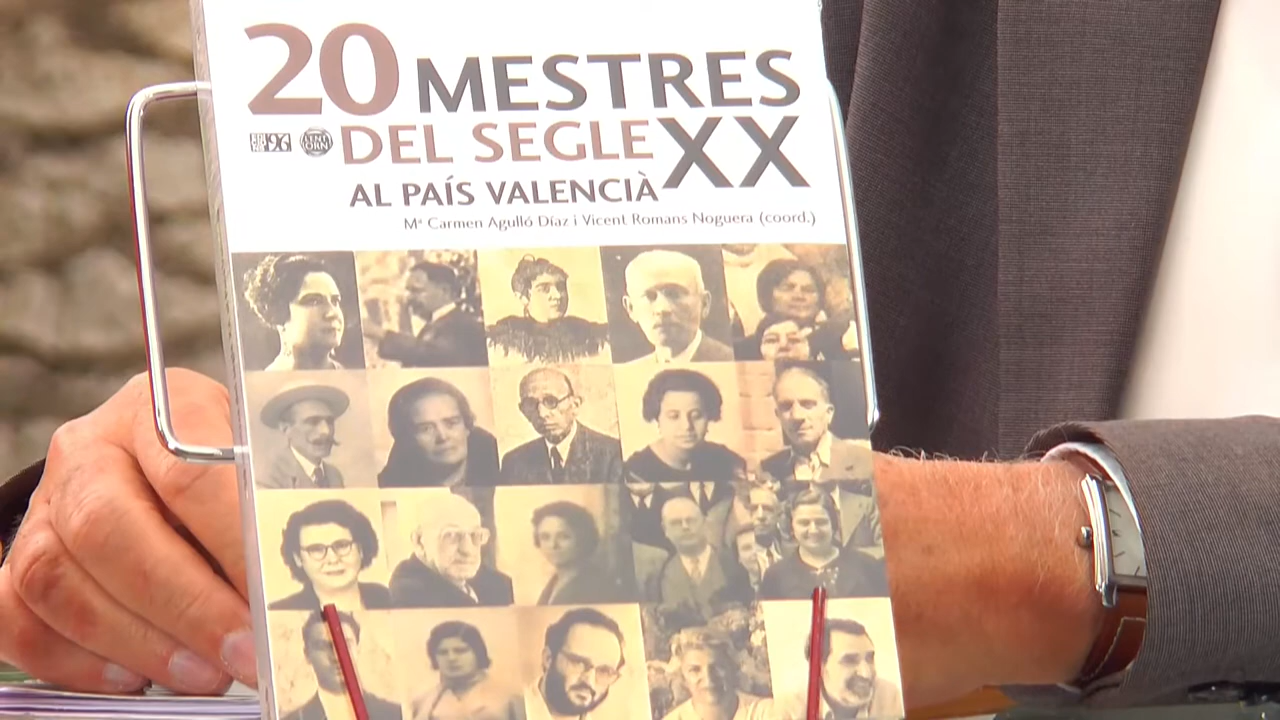 20 MESTRES
DEL SEGLE XX
AL PAÍS VALENCIÀ
Mª Carmen Agulló Díaz i Vicent Romans Noguera (coord.)